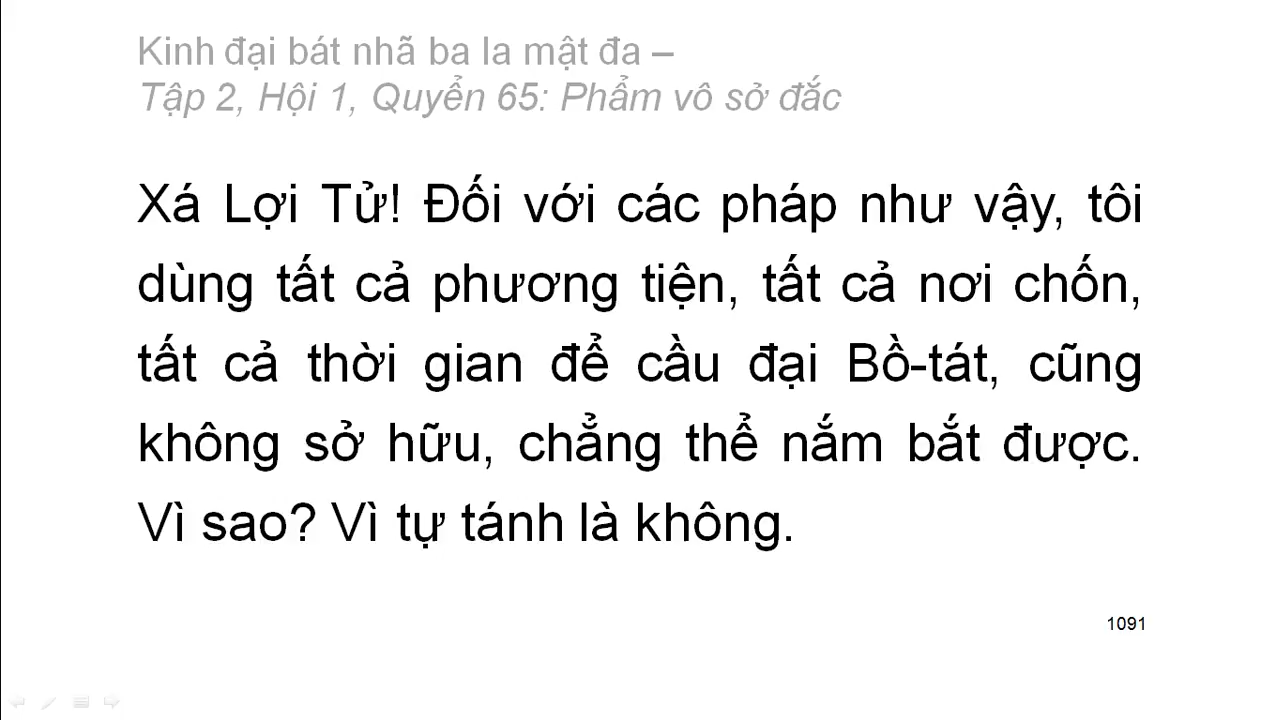 Kinh đại bát nhã ba la mật đa –
Tập 2, Hội 1, Quyển 65: Phẩm vô sở đắc
Xá Lợi Tử! Đối với các pháp như vậy, tôi
dùng tất cả phương tiện, tất cả nơi chốn,
tất cả thời gian để cầu đại Bồ-tát, cũng
không sở hữu, chẳng thể nắm bắt được.
Vì sao? Vì tự tánh là không.
1091